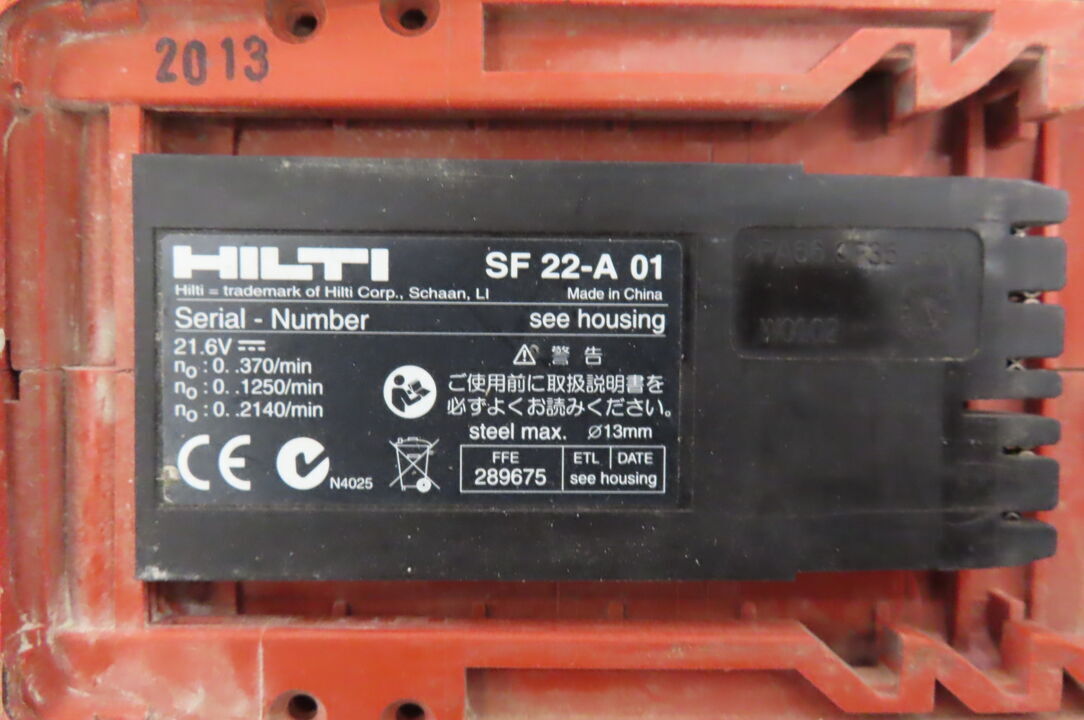 2013
HILTI SF 22-A 01
Hilti = trademark of Hilti Corp., Schaan, LI Made in China
Serial - Number see housing
21.6V
n₀ : 0. .370/min
n₀ : 0. .1250/min
n₀ : 0. .2140/min
警告
ご使用前に取扱説明書を
必ずよくお読みください。
steel max. ⌀13mm
CE N4025
FFE ETL DATE
289675 see housing